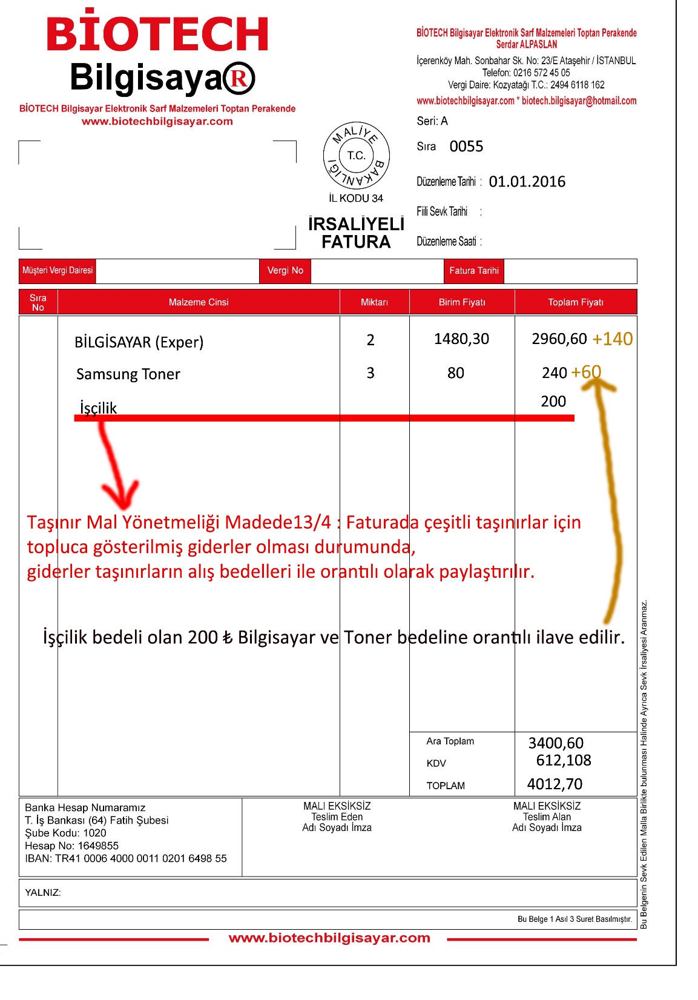 BİOTECH
Bilgisaya®
BİOTECH Bilgisayar Elektronik Sarf Malzemeleri Toptan Perakende
www.biotechbilgisayar.com
BİOTECH Bilgisayar Elektronik Sarf Malzemeleri Toptan Perakende
Serdar ALPASLAN
İçerenköy Mah. Sonbahar Sk. No: 23/E Ataşehir / İSTANBUL
Telefon: 0216 572 45 05
Vergi Daire: Kozyatağı T.C.: 2494 6118 162
www.biotechbilgisayar.com * biotech.bilgisayar@hotmail.com
Seri: A
Sıra 0055
Düzenleme Tarihi : 01.01.2016
Fiili Sevk Tarihi :
Düzenleme Saati :
MALİYE BAKANLIĞI
T.C.
İL KODU 34
İRSALİYELİ
FATURA
Müşteri Vergi Dairesi Vergi No Fatura Tarihi
Sıra No Malzeme Cinsi Miktarı Birim Fiyatı Toplam Fiyatı
BİLGİSAYAR (Exper) 2 1480,30 2960,60 +140
Samsung Toner 3 80 240 +60
İşçilik 200
Taşınır Mal Yönetmeliği Madede13/4 : Faturada çeşitli taşınırlar için
topluca gösterilmiş giderler olması durumunda,
giderler taşınırların alış bedelleri ile orantılı olarak paylaştırılır.
İşçilik bedeli olan 200 ₺ Bilgisayar ve Toner bedeline orantılı ilave edilir.
Ara Toplam 3400,60
KDV 612,108
TOPLAM 4012,70
Banka Hesap Numaramız
T. İş Bankası (64) Fatih Şubesi
Şube Kodu: 1020
Hesap No: 1649855
IBAN: TR41 0006 4000 0011 0201 6498 55
MALI EKSİKSİZ
Teslim Eden
Adı Soyadı İmza
MALI EKSİKSİZ
Teslim Alan
Adı Soyadı İmza
YALNIZ:
Bu Belge 1 Asıl 3 Suret Basılmıştır.
www.biotechbilgisayar.com
Bu Belgenin Sevk Edilen Malla Birlikte bulunması Halinde Ayrıca Sevk İrsaliyesi Aranmaz.